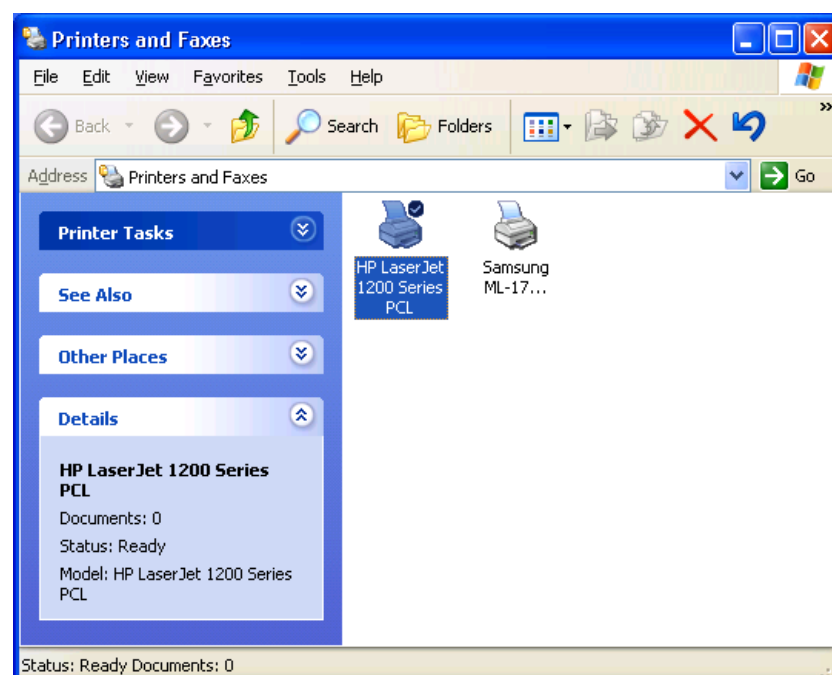 Printers and Faxes
File Edit View Favorites Tools Help
Back Search Folders »
Address Printers and Faxes Go
Printer Tasks
See Also
Other Places
Details
HP LaserJet 1200 Series
PCL
Documents: 0
Status: Ready
Model: HP LaserJet 1200 Series
PCL
HP LaserJet
1200 Series
PCL
Samsung
ML-17...
Status: Ready Documents: 0